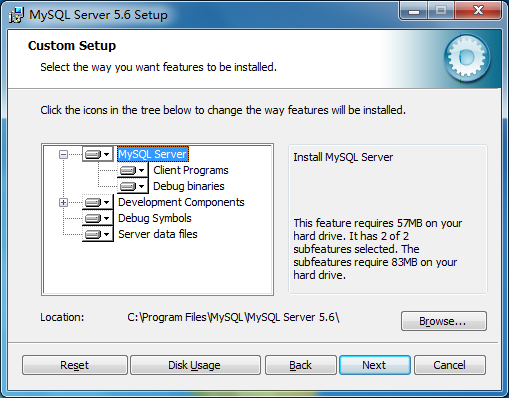 MySQL Server 5.6 Setup
Custom Setup
Select the way you want features to be installed.
Click the icons in the tree below to change the way features will be installed.
MySQL Server
Client Programs
Debug binaries
Development Components
Debug Symbols
Server data files
Install MySQL Server
This feature requires 57MB on your
hard drive. It has 2 of 2
subfeatures selected. The
subfeatures require 83MB on your
hard drive.
Location:
C:\Program Files\MySQL\MySQL Server 5.6\
Browse...
Reset
Disk Usage
Back
Next
Cancel